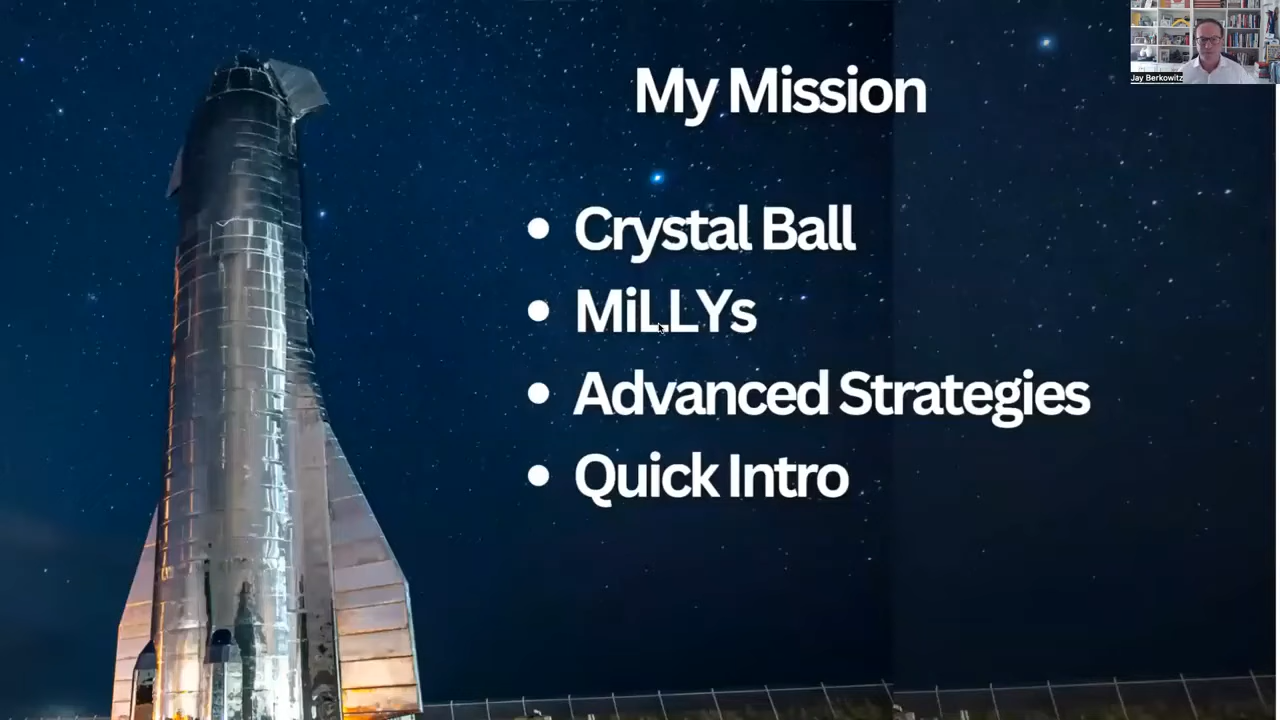 My Mission
Jay Berkowitz
• Crystal Ball
• MiLLYs
• Advanced Strategies
• Quick Intro